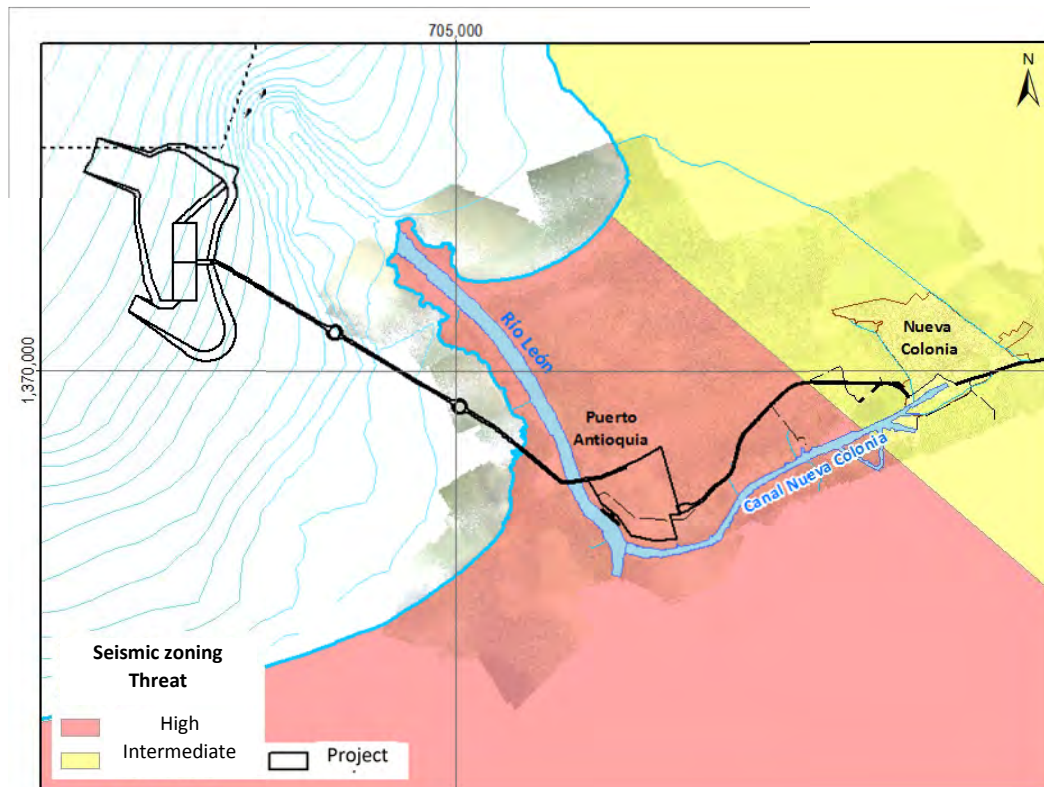 705,000
N
1,370,000
Río León
Nueva
Colonia
Puerto
Antioquia
Canal Nueva Colonia
Seismic zoning
Threat
High
Intermediate
Project